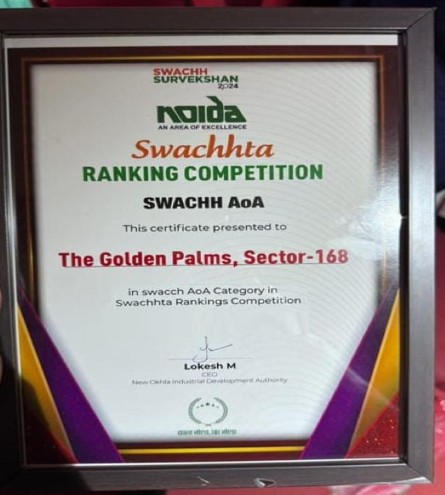 SWACHH
SURVEKSHAN
2024
NOIDA
AN AREA OF EXCELLENCE
Swachhta
RANKING COMPETITION
SWACHH AoA
This certificate presented to
The Golden Palms, Sector-168
in swacch AoA Category in
Swachhta Rankings Competition
Lokesh M
CEO
New Okhla Industrial Development Authority